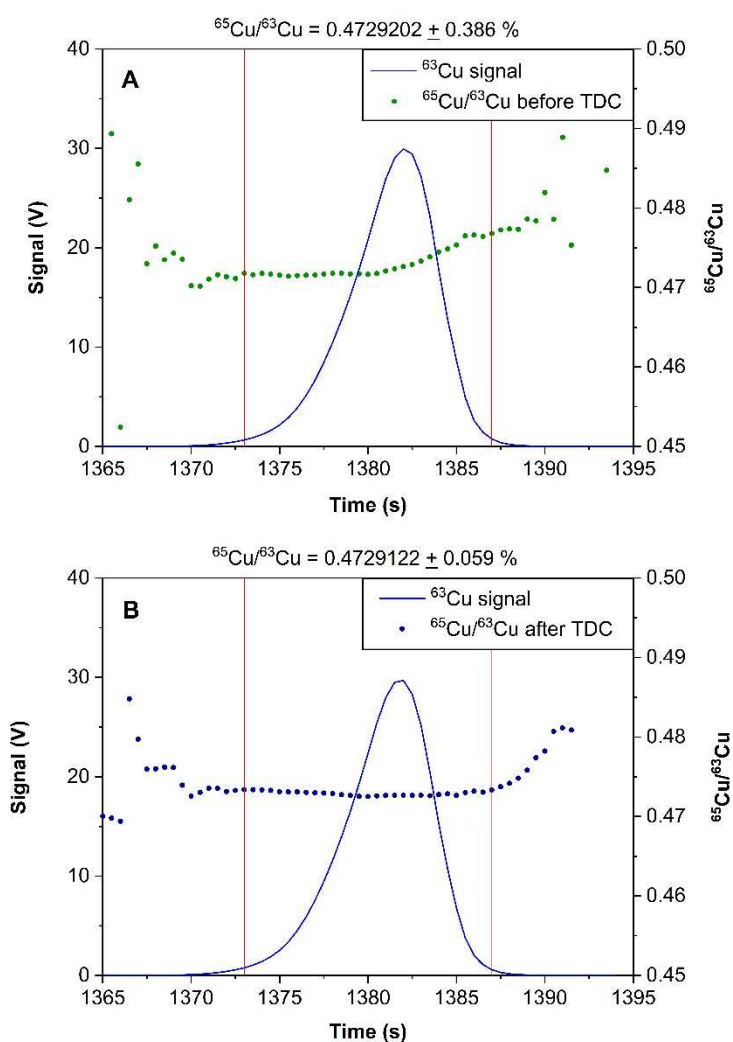 ⁶⁵Cu/⁶³Cu = 0.4729202 ± 0.386 %
A
⁶³Cu signal
⁶⁵Cu/⁶³Cu before TDC
40
30
20
10
0
Signal (V)
0.50
0.49
0.48
0.47
0.46
0.45
⁶⁵Cu/⁶³Cu
1365 1370 1375 1380 1385 1390 1395
Time (s)
⁶⁵Cu/⁶³Cu = 0.4729122 ± 0.059 %
B
⁶³Cu signal
⁶⁵Cu/⁶³Cu after TDC
40
30
20
10
0
Signal (V)
0.50
0.49
0.48
0.47
0.46
0.45
⁶⁵Cu/⁶³Cu
1365 1370 1375 1380 1385 1390 1395
Time (s)